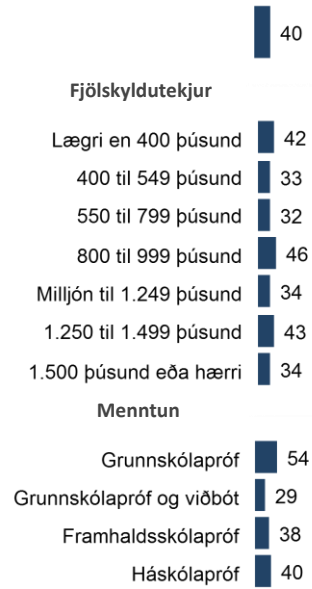 40
Fjölskyldutekjur
Lægri en 400 þúsund 42
400 til 549 þúsund 33
550 til 799 þúsund 32
800 til 999 þúsund 46
Milljón til 1.249 þúsund 34
1.250 til 1.499 þúsund 43
1.500 þúsund eða hærri 34
Menntun
Grunnskólapróf 54
Grunnskólapróf og viðbót 29
Framhaldsskólapróf 38
Háskólapróf 40